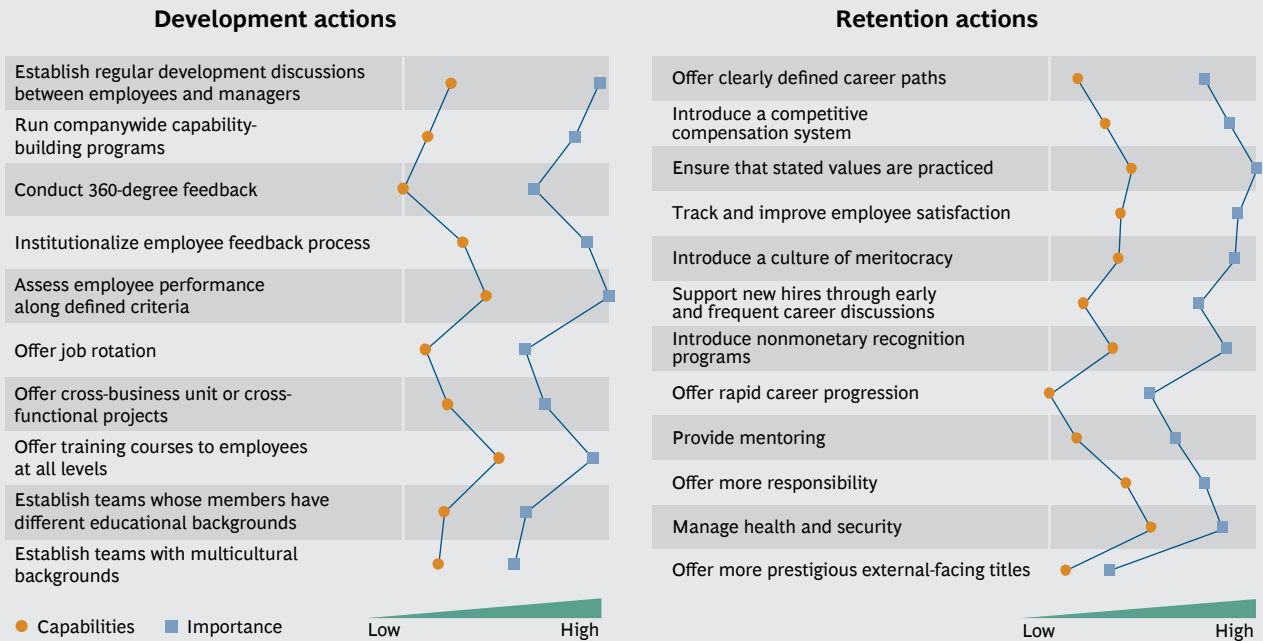 Development actions
Establish regular development discussions
between employees and managers
Run companywide capability-
building programs
Conduct 360-degree feedback
Institutionalize employee feedback process
Assess employee performance
along defined criteria
Offer job rotation
Offer cross-business unit or cross-
functional projects
Offer training courses to employees
at all levels
Establish teams whose members have
different educational backgrounds
Establish teams with multicultural
backgrounds
Capabilities Importance
Low High
Retention actions
Offer clearly defined career paths
Introduce a competitive
compensation system
Ensure that stated values are practiced
Track and improve employee satisfaction
Introduce a culture of meritocracy
Support new hires through early
and frequent career discussions
Introduce nonmonetary recognition
programs
Offer rapid career progression
Provide mentoring
Offer more responsibility
Manage health and security
Offer more prestigious external-facing titles
Low High